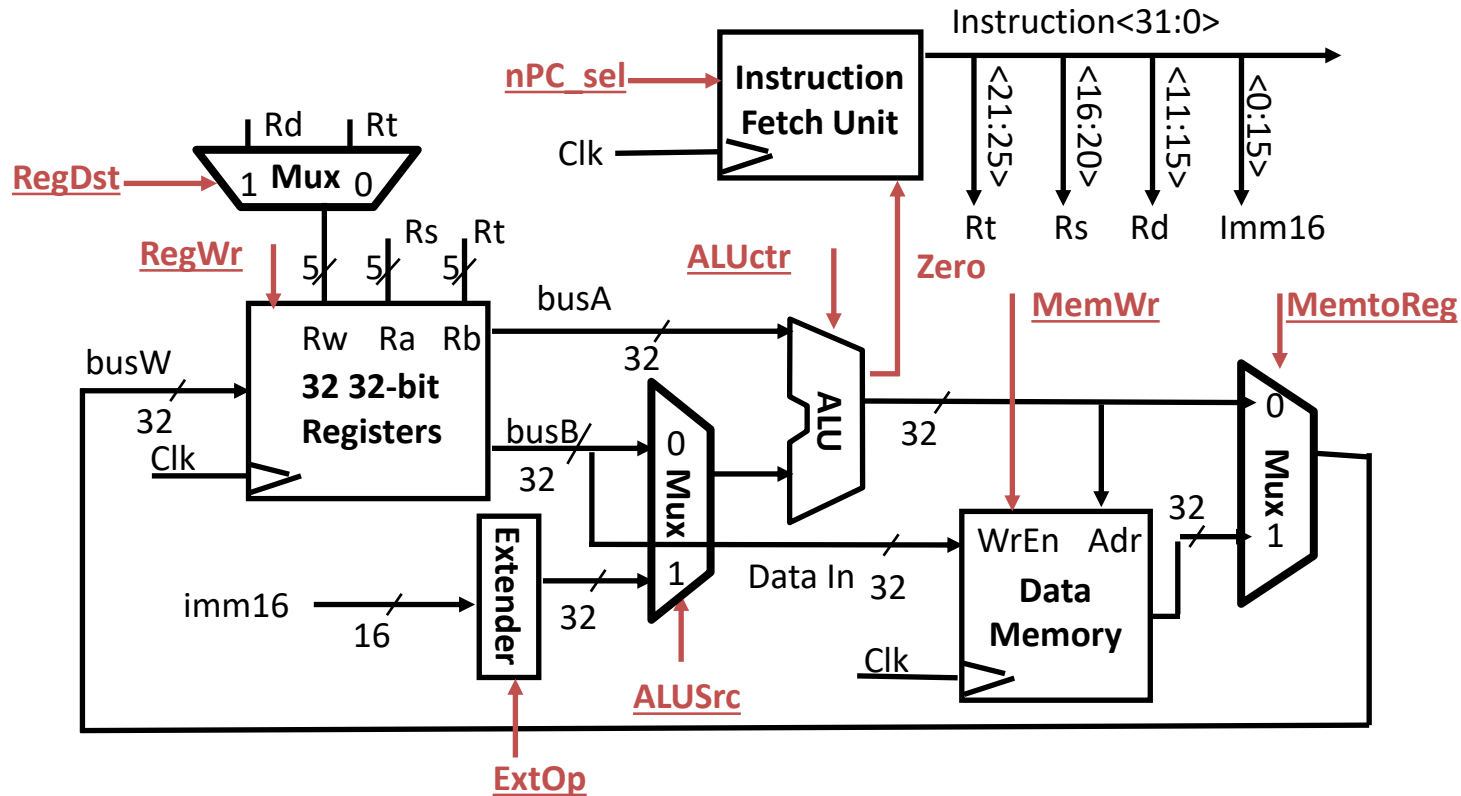 Instruction<31:0>
nPC_sel
Instruction
Fetch Unit
Clk
<21:25>
<16:20>
<11:15>
<0:15>
Rt
Rs
Rd
Imm16
Rd
Rt
RegDst
1
Mux
0
RegWr
5
5
5
Rs
Rt
busA
32
ALUctr
Zero
MemWr
MemtoReg
Rw
Ra
Rb
32 32-bit
Registers
busW
32
Clk
busB
32
0
Mux
1
ALU
32
0
Mux
1
imm16
16
Extender
32
ExtOp
ALUSrc
Data In
32
WrEn
Adr
Data
Memory
Clk
32